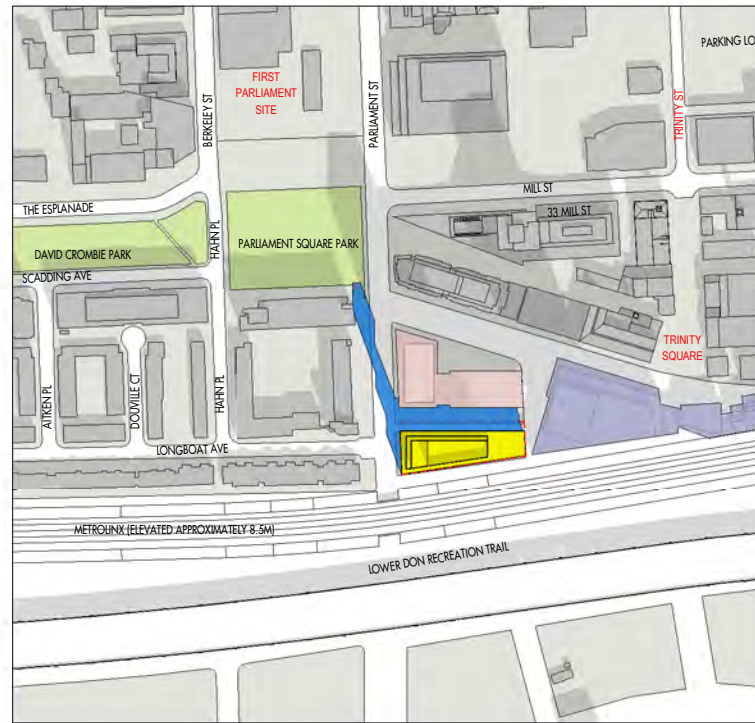 PARKING LO
FIRST
PARLIAMENT
SITE
BERKELEY ST
PARLIAMENT ST
TRINITY ST
MILL ST
THE ESPLANADE
33 MILL ST
HAHN PL
DAVID CROMBIE PARK
PARLIAMENT SQUARE PARK
SCADDING AVE
TRINITY
SQUARE
AITKEN PL
DOUVILLE CT
HAHN PL
LONGBOAT AVE
METROLINX (ELEVATED APPROXIMATELY 8.5M)
LOWER DON RECREATION TRAIL